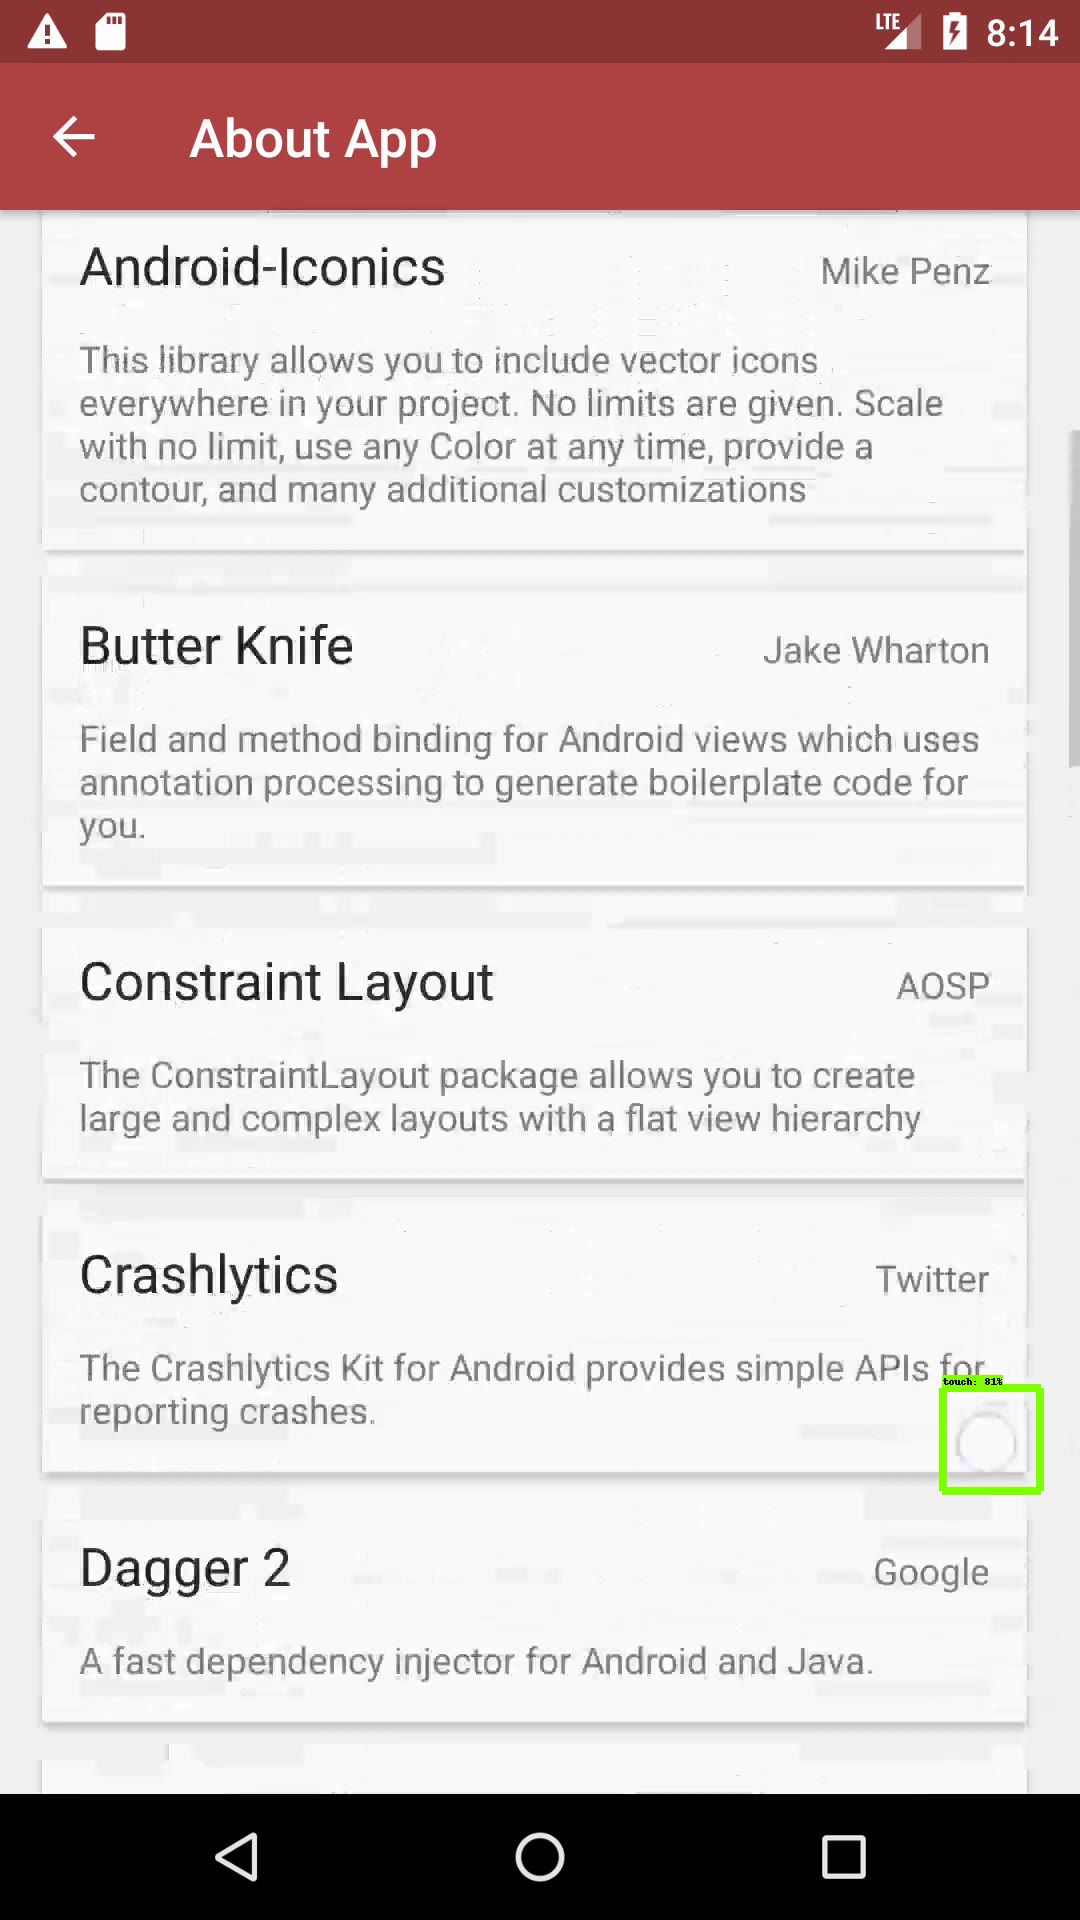 LTE 8:14
About App
Android-Iconics Mike Penz
This library allows you to include vector icons
everywhere in your project. No limits are given. Scale
with no limit, use any Color at any time, provide a
contour, and many additional customizations
Butter Knife Jake Wharton
Field and method binding for Android views which uses
annotation processing to generate boilerplate code for
you.
Constraint Layout AOSP
The ConstraintLayout package allows you to create
large and complex layouts with a flat view hierarchy
Crashlytics Twitter
The Crashlytics Kit for Android provides simple APIs for
touch: 81%
reporting crashes.
Dagger 2 Google
A fast dependency injector for Android and Java.